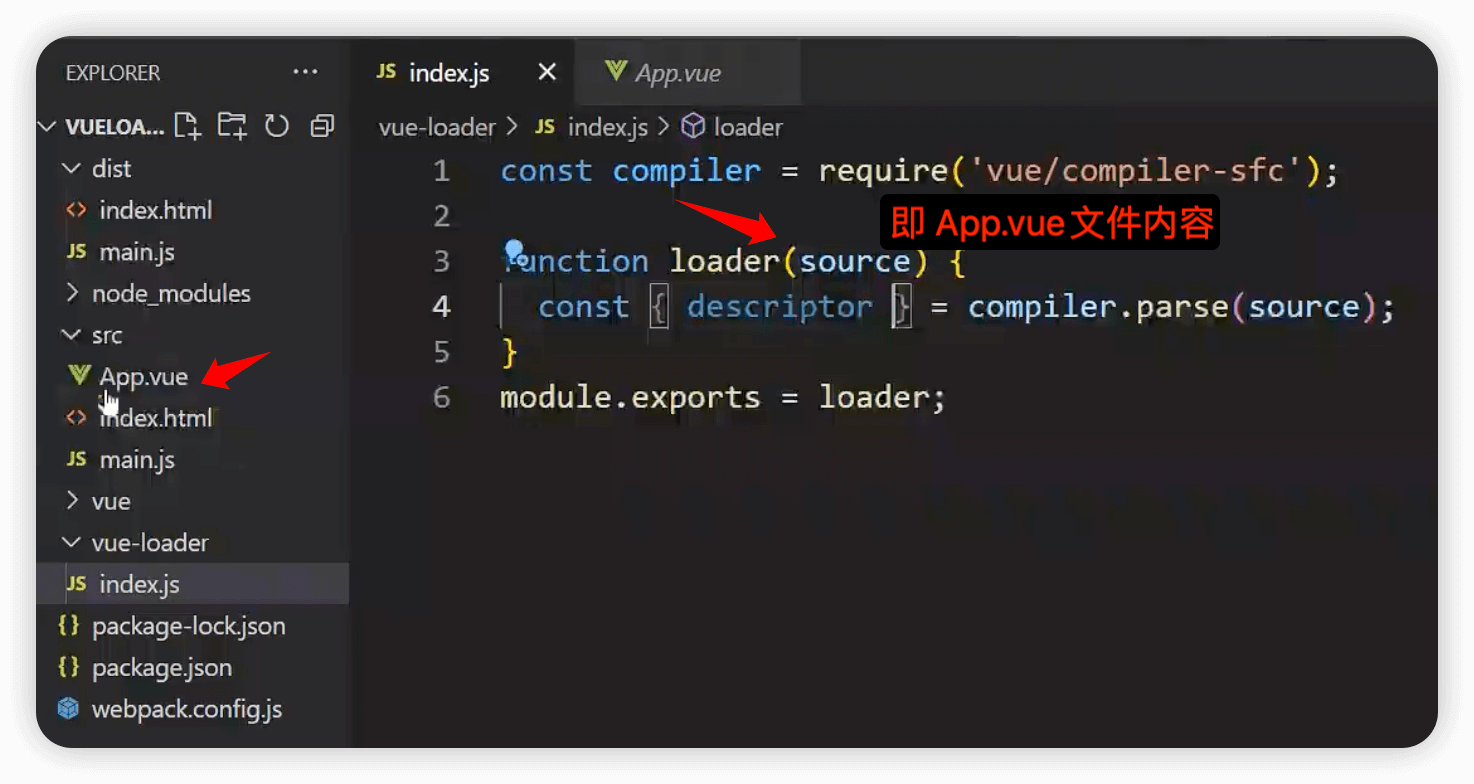 EXPLORER ...
VUELOA...
dist
<> index.html
JS main.js
node_modules
src
App.vue
<> index.html
JS main.js
vue
vue-loader
JS index.js
{} package-lock.json
{} package.json
webpack.config.js
JS index.js × App.vue
vue-loader > JS index.js > loader
1 const compiler = require('vue/compiler-sfc');
2
即 App.vue文件内容
3 function loader(source) {
4 const { descriptor } = compiler.parse(source);
5 }
6 module.exports = loader;